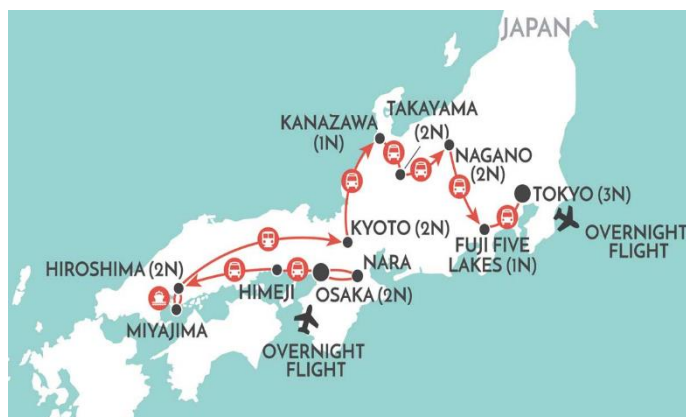 JAPAN
TAKAYAMA
(2N)
KANAZAWA
(1N)
NAGANO
(2N)
TOKYO (3N)
OVERNIGHT
FLIGHT
KYOTO (2N)
FUJI FIVE
LAKES (1N)
HIROSHIMA (2N)
NARA
HIMEJI
OSAKA (2N)
MIYAJIMA
OVERNIGHT
FLIGHT